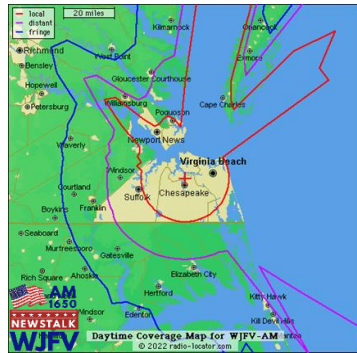 local
distant
fringe
20 miles
Kilmarnock
Onancock
Richmond
West Point
Exmore
Bensley
Gloucester Courthouse
Hopewell
Williamsburg
Cape Charles
Petersburg
Poquoson
Newport News
Waverly
Virginia Beach
Windsor
Courtland
Suffolk
Chesapeake
Boykins
Franklin
Seaboard
Murfreesboro
Gatesville
Rich Square
Ahoskie
Elizabeth City
Hertford
Kitty Hawk
AM
1650
Windsor
Edenton
Kill Devil Hills
NEWSTALK
WJFV
Daytime Coverage Map for WJFV-AM
© 2022 radio-locator.com